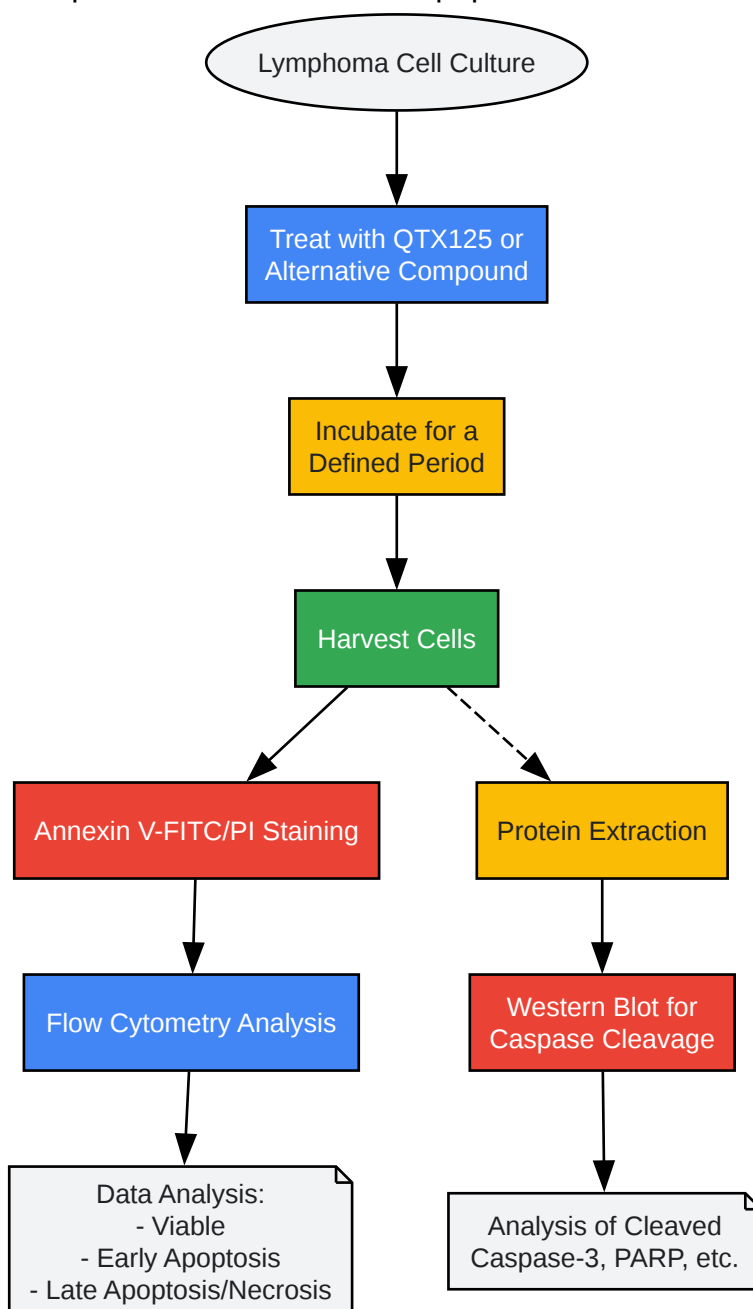 Lymphoma Cell Culture
Treat with QTX125 or
Alternative Compound
Incubate for a
Defined Period
Harvest Cells
Annexin V-FITC/PI Staining
Protein Extraction
Flow Cytometry Analysis
Western Blot for
Caspase Cleavage
Data Analysis:
- Viable
- Early Apoptosis
- Late Apoptosis/Necrosis
Analysis of Cleaved
Caspase-3, PARP, etc.